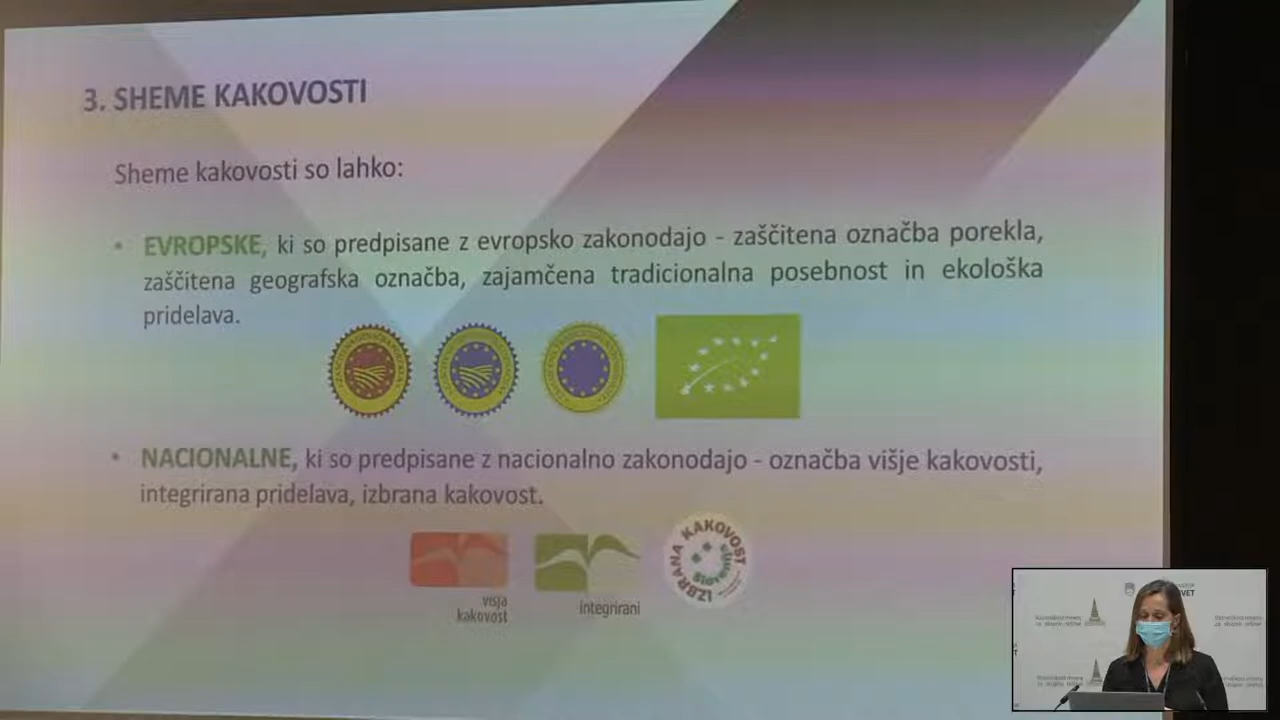 3. SHEME KAKOVOSTI
Sheme kakovosti so lahko:
• EVROPSKE, ki so predpisane z evropsko zakonodajo - zaščitena označba porekla,
zaščitena geografska označba, zajamčena tradicionalna posebnost in ekološka
pridelava.
• NACIONALNE, ki so predpisane z nacionalno zakonodajo - označba višje kakovosti,
integrirana pridelava, izbrana kakovost.
višja
kakovost
integrirani
IZBRANA KAKOVOST
Slovenija